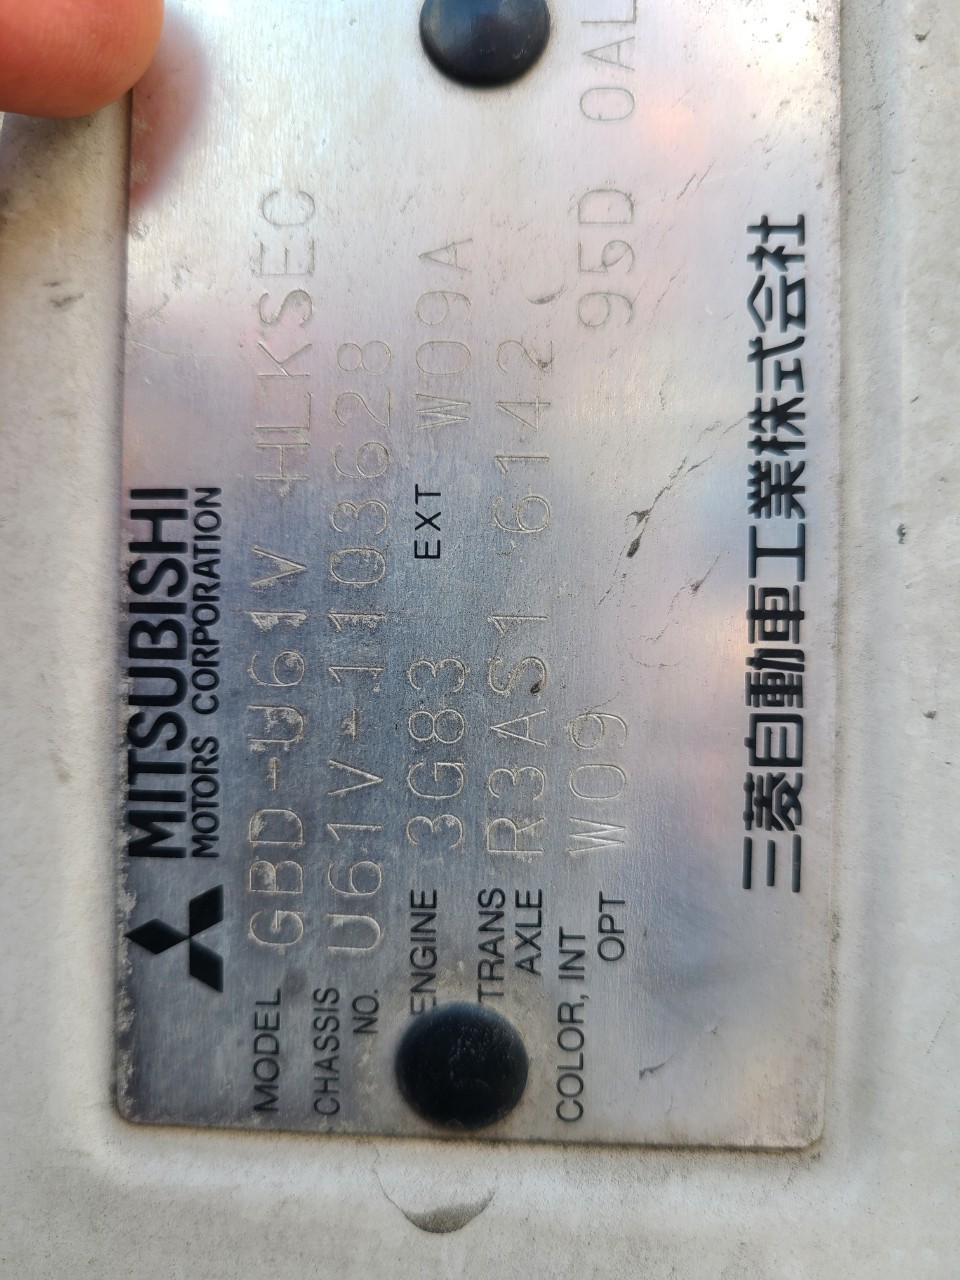 MITSUBISHI
MOTORS CORPORATION
MODEL GBD-U61V HLKSEC
CHASSIS NO. U61V-1103628
ENGINE 3G83 EXT W09A
TRANS AXLE R3AS1 6142
COLOR, INT OPT W09 95D 0AL
三菱自動車工業株式会社